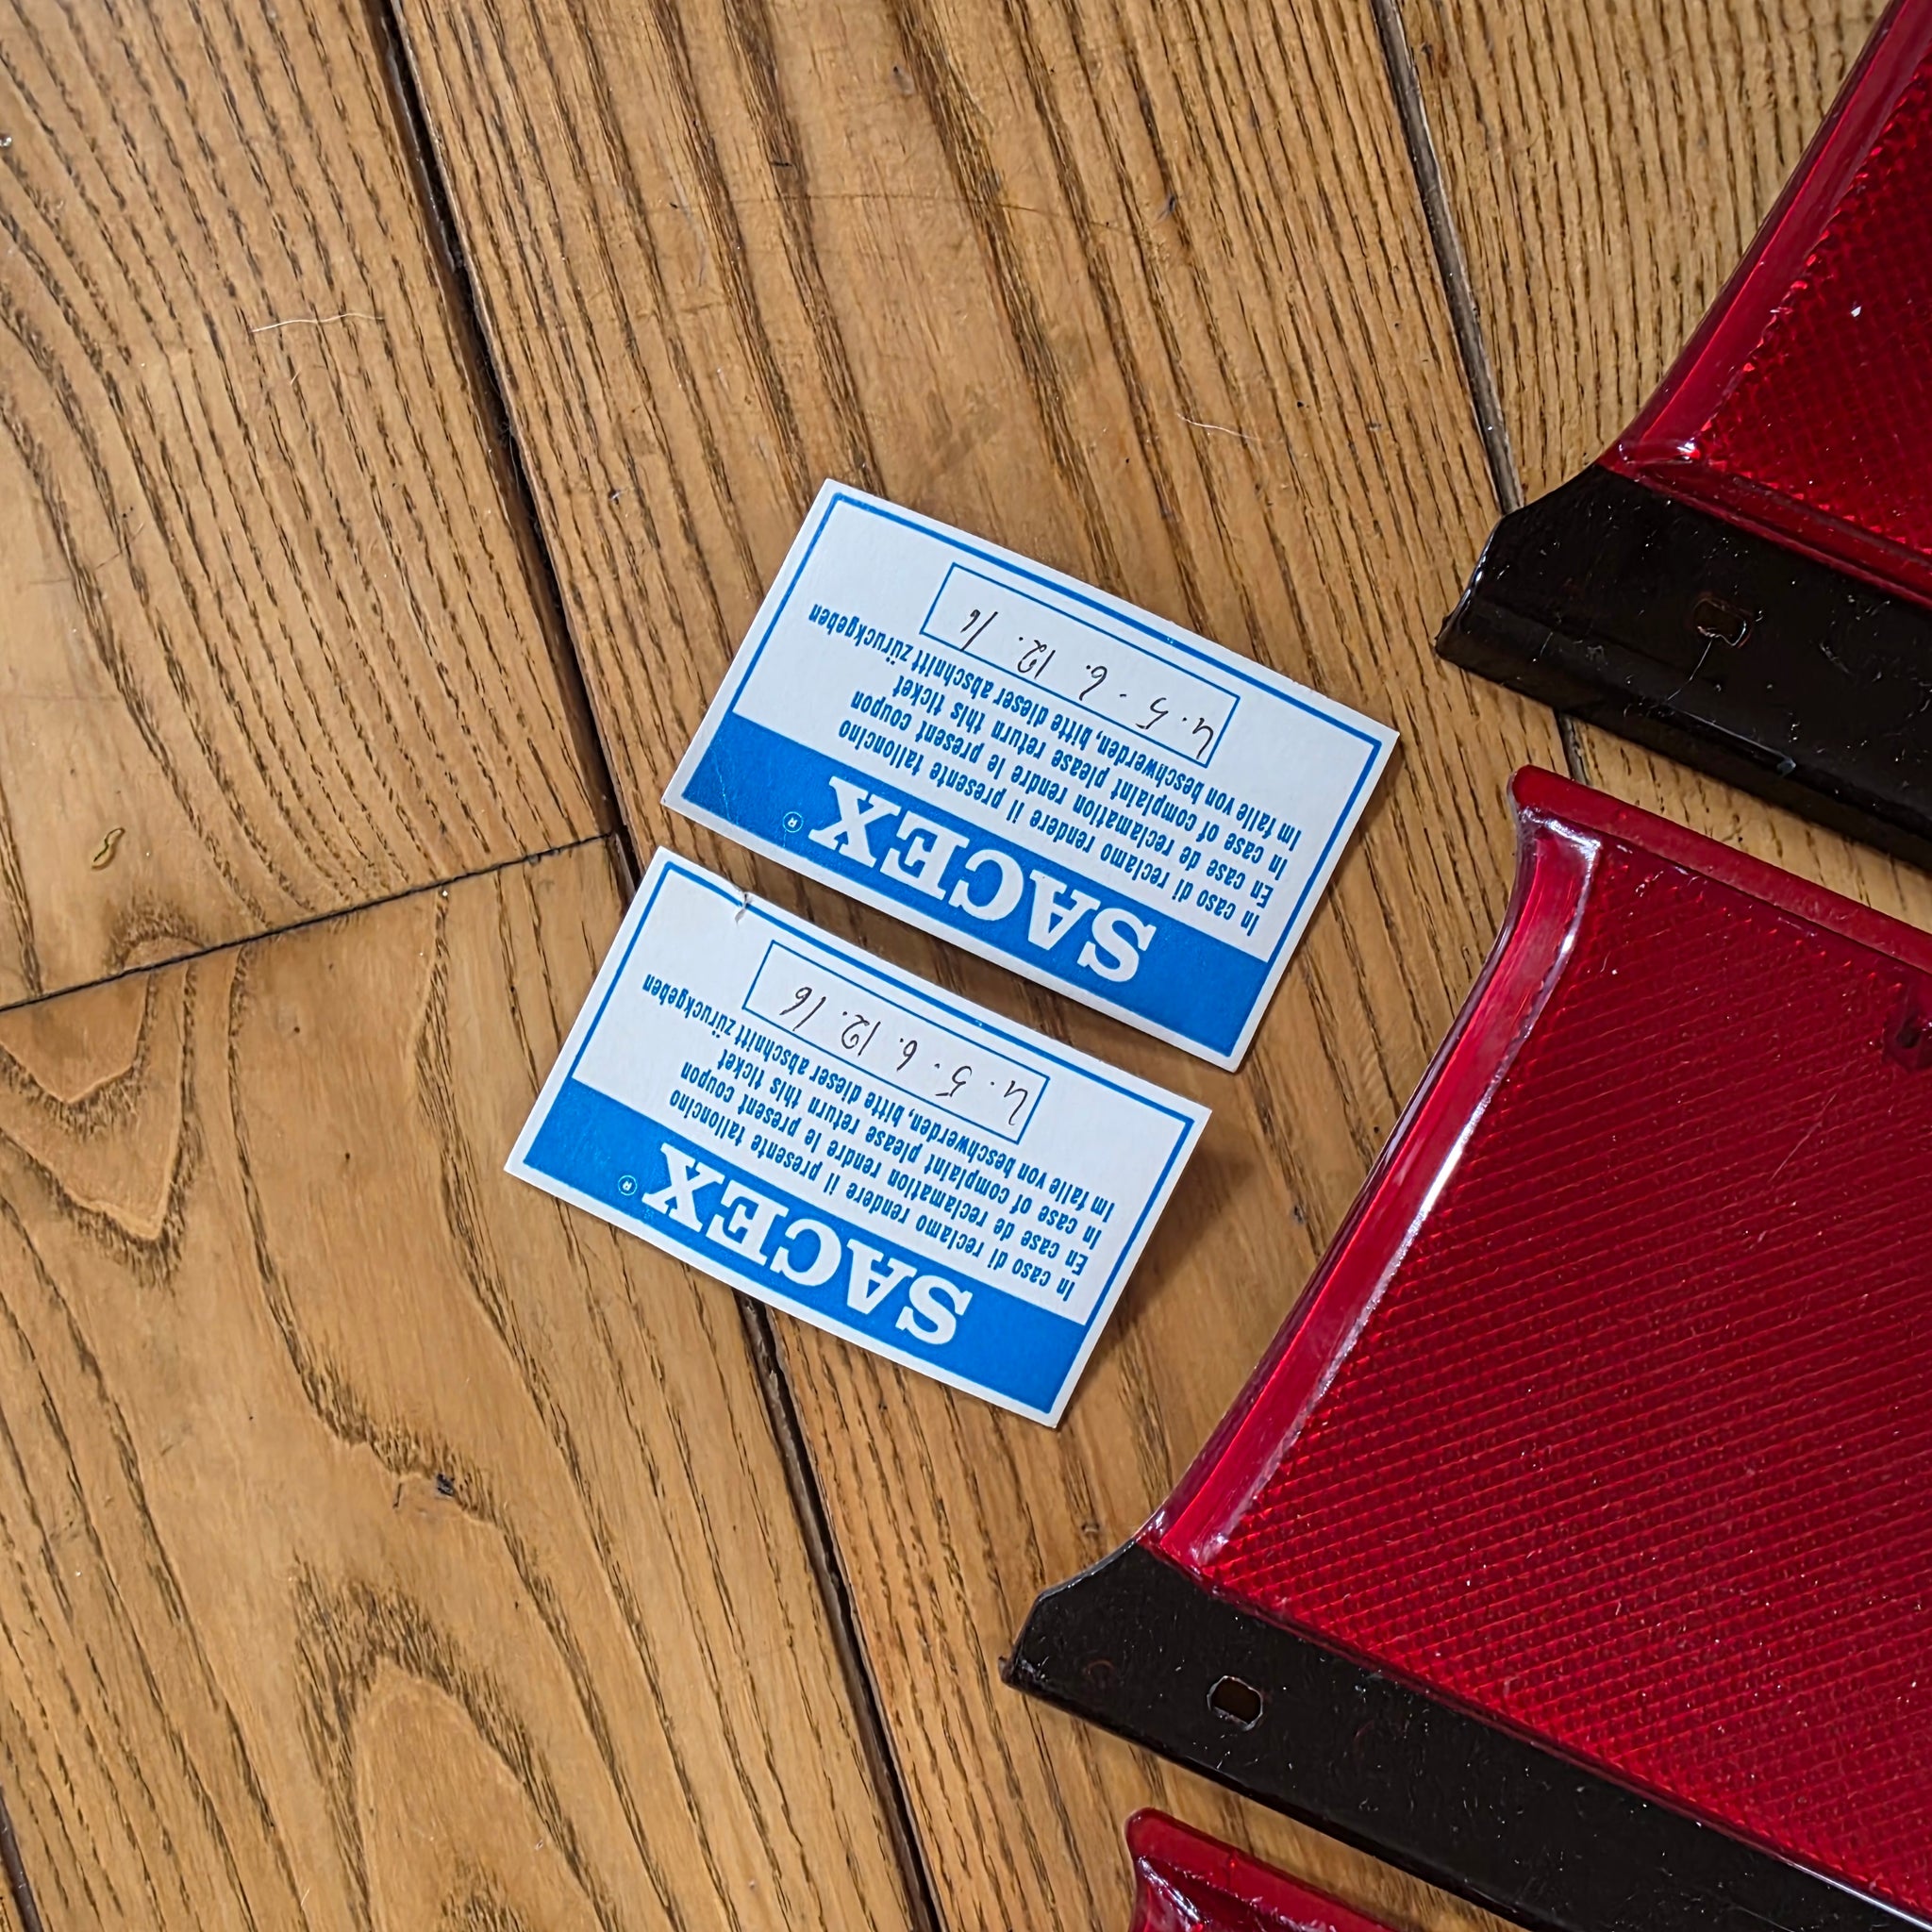 SACEX ®
In caso di reclamo rendere il presente talloncino
En case de reclamation rendre le present coupon
In case of complaint please return this ticket
Im falle von beschwerden, bitte dieser abschnitt züruckgeben
4. 5. 6. 12. 16
SACEX ®
In caso di reclamo rendere il presente talloncino
En case de reclamation rendre le present coupon
In case of complaint please return this ticket
Im falle von beschwerden, bitte dieser abschnitt züruckgeben
4. 5. 6. 12. 16